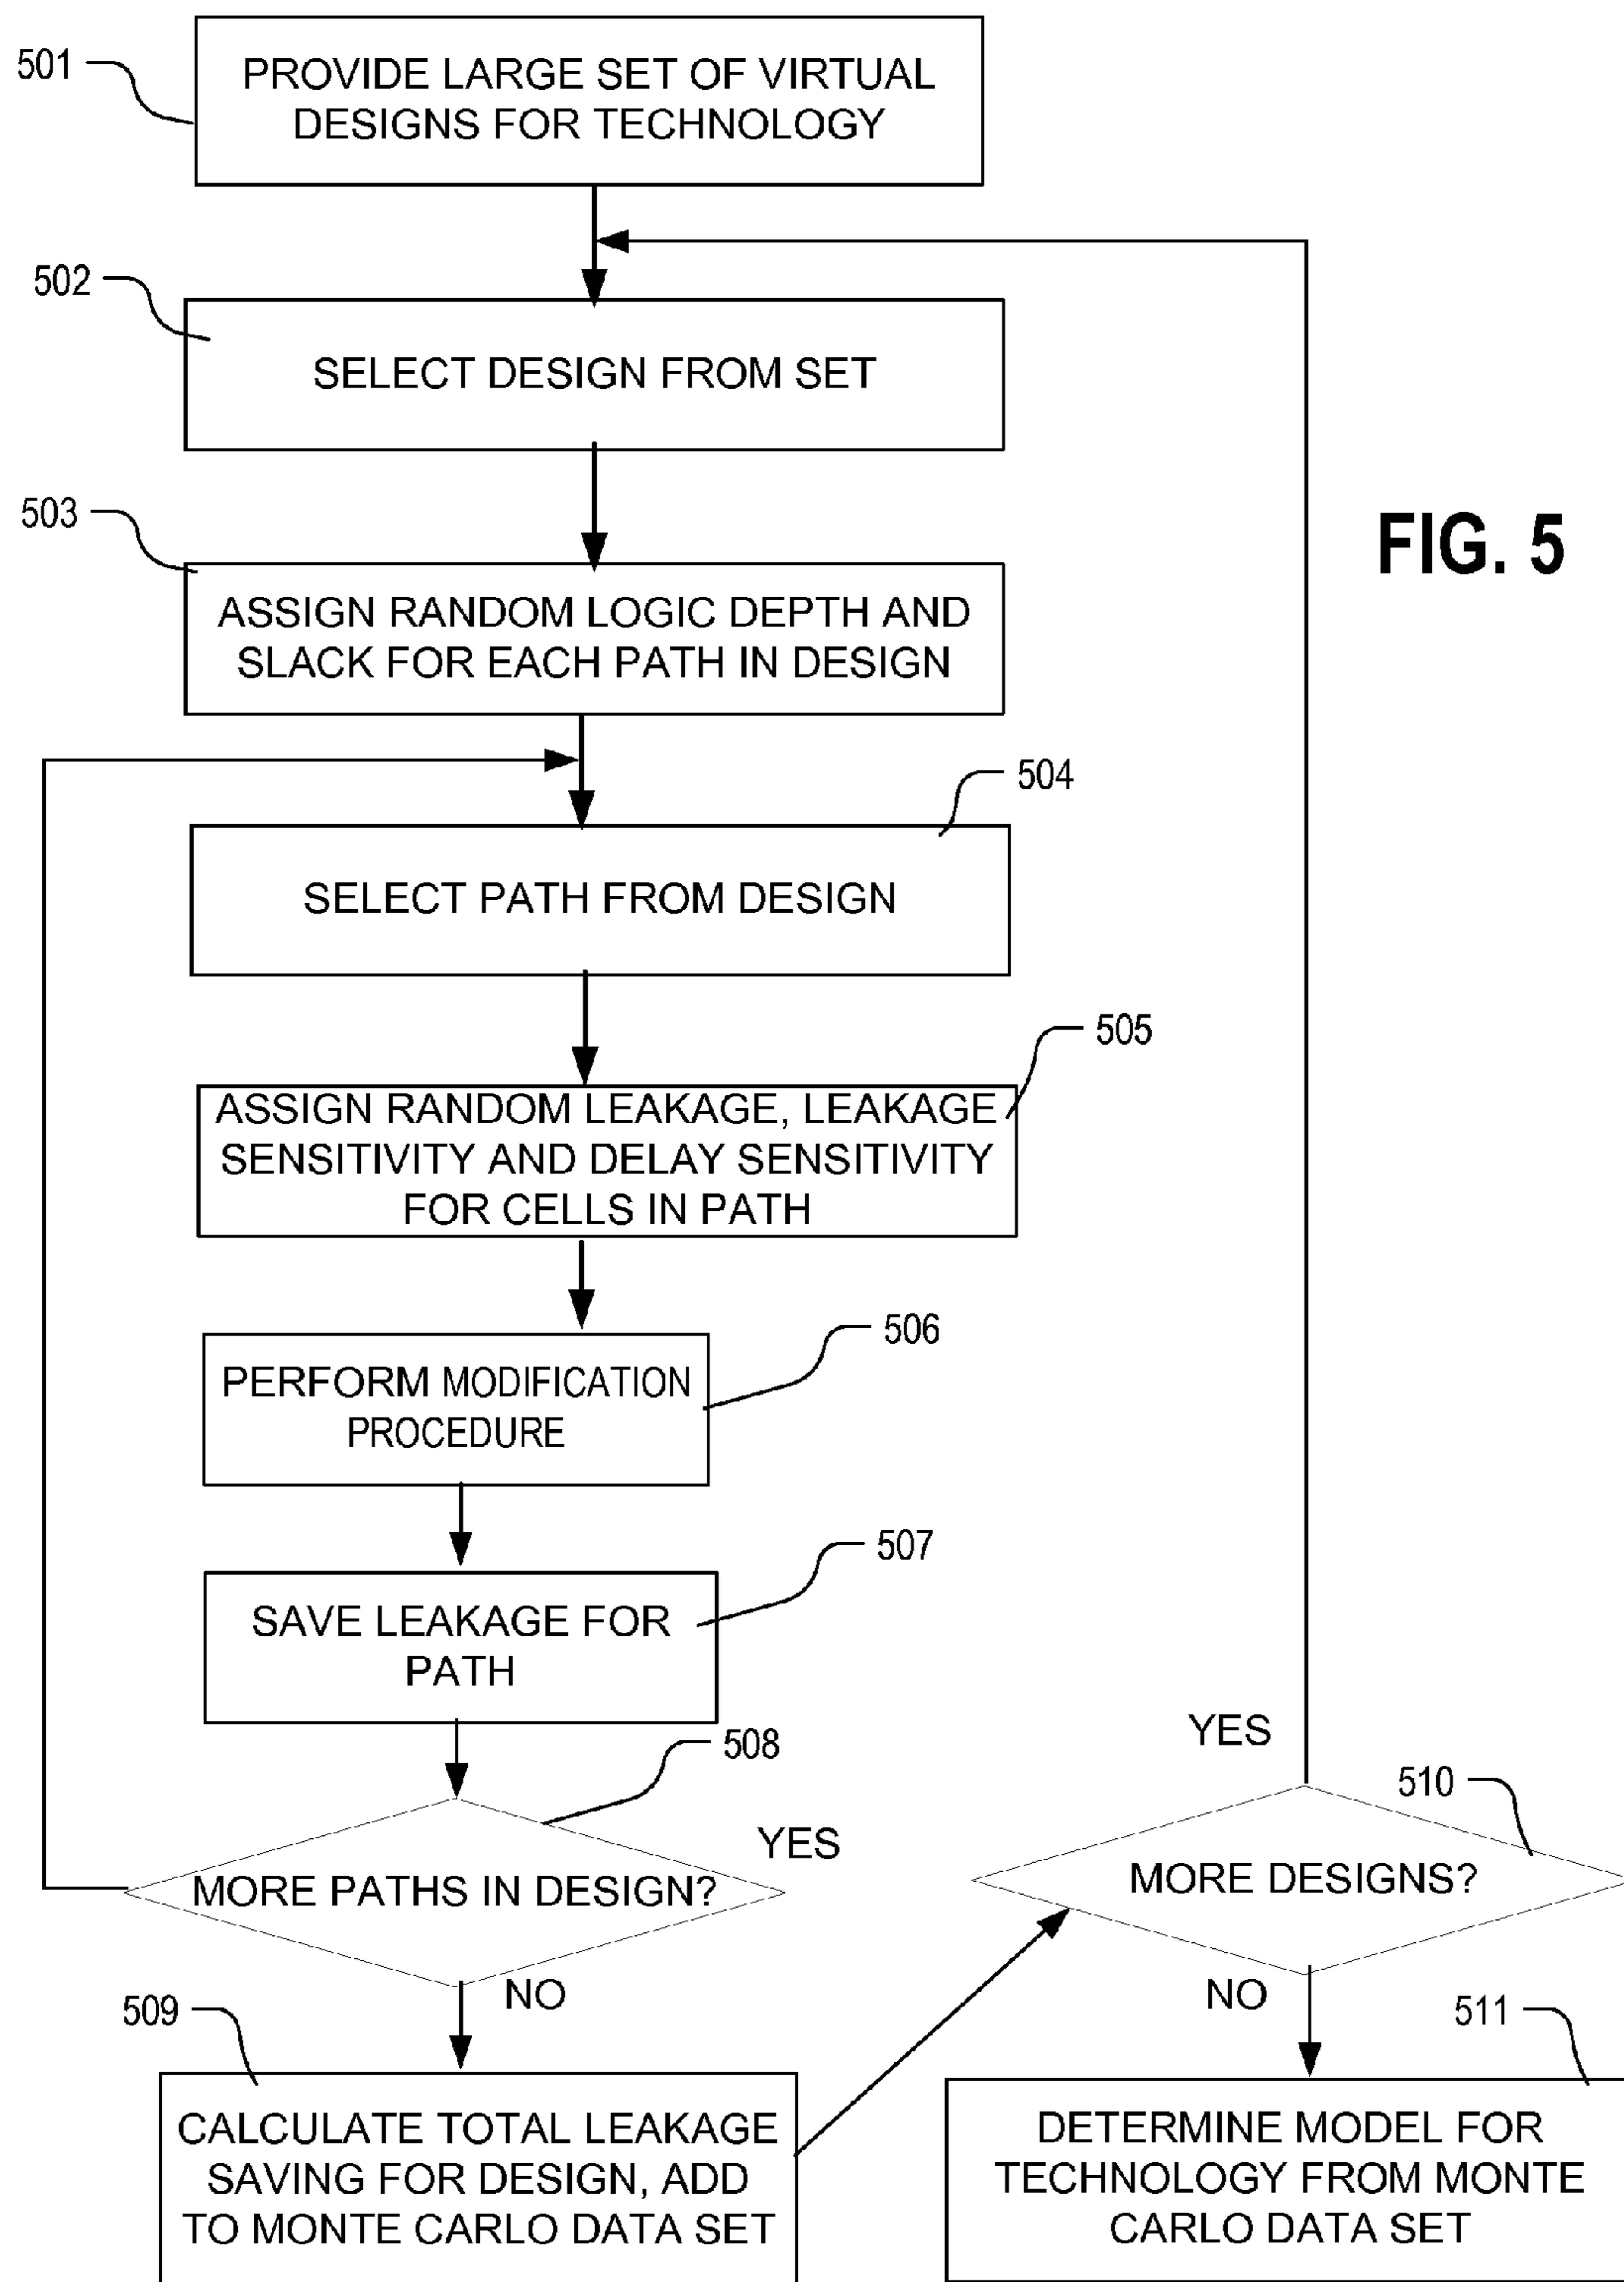 501
PROVIDE LARGE SET OF VIRTUAL
DESIGNS FOR TECHNOLOGY
502
SELECT DESIGN FROM SET
503
ASSIGN RANDOM LOGIC DEPTH AND
SLACK FOR EACH PATH IN DESIGN
FIG. 5
504
SELECT PATH FROM DESIGN
505
ASSIGN RANDOM LEAKAGE, LEAKAGE
SENSITIVITY AND DELAY SENSITIVITY
FOR CELLS IN PATH
506
PERFORM MODIFICATION
PROCEDURE
507
SAVE LEAKAGE FOR
PATH
508
MORE PATHS IN DESIGN?
YES
NO
509
CALCULATE TOTAL LEAKAGE
SAVING FOR DESIGN, ADD
TO MONTE CARLO DATA SET
YES
510
MORE DESIGNS?
NO
511
DETERMINE MODEL FOR
TECHNOLOGY FROM MONTE
CARLO DATA SET